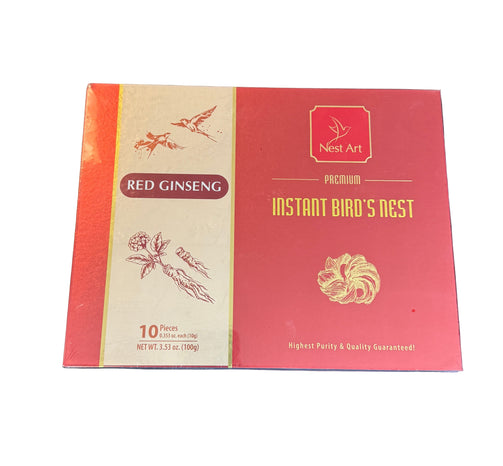 RED GINSENG
10 Pieces
0.353 oz. each (10g)
NET WT. 3.53 oz. (100g)
Nest Art
PREMIUM
INSTANT BIRD'S NEST
Highest Purity & Quality Guaranteed!